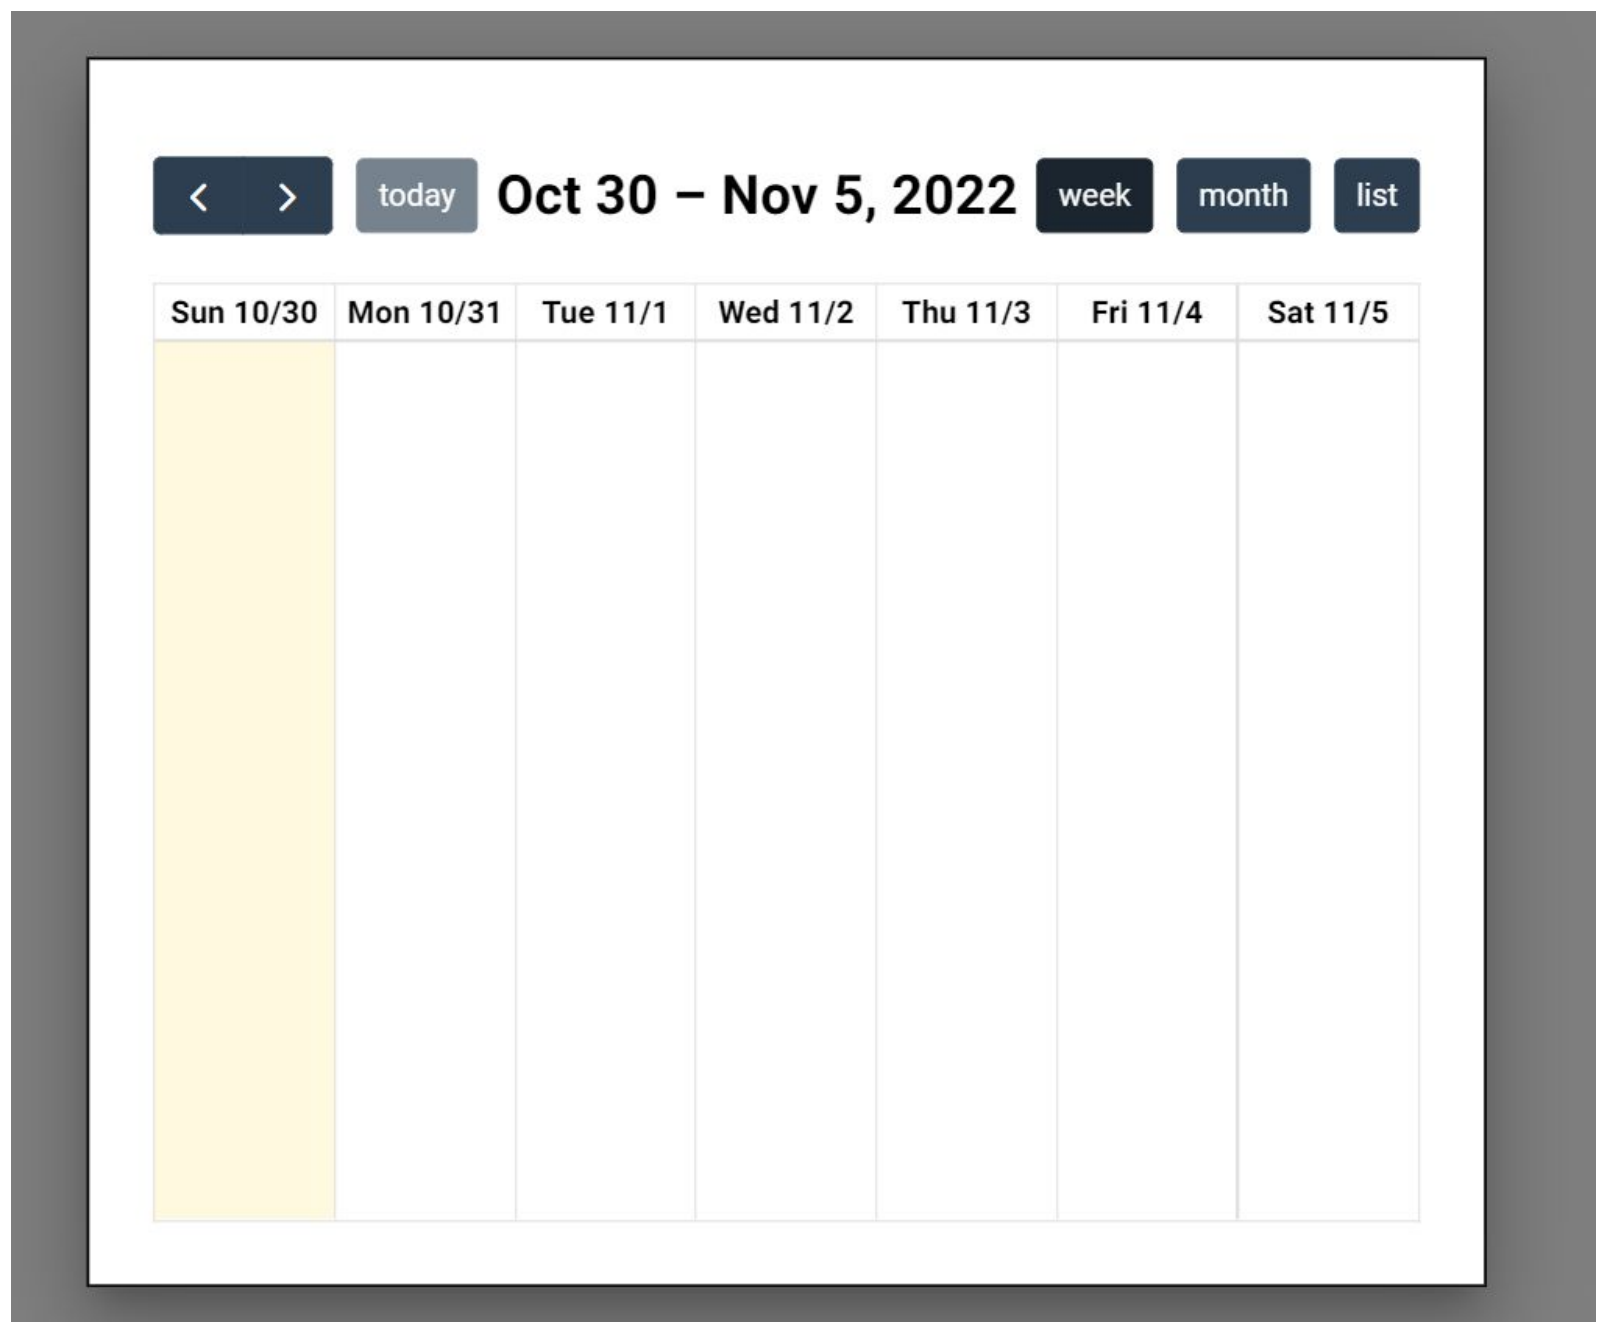 today Oct 30 – Nov 5, 2022 week month list
Sun 10/30 Mon 10/31 Tue 11/1 Wed 11/2 Thu 11/3 Fri 11/4 Sat 11/5